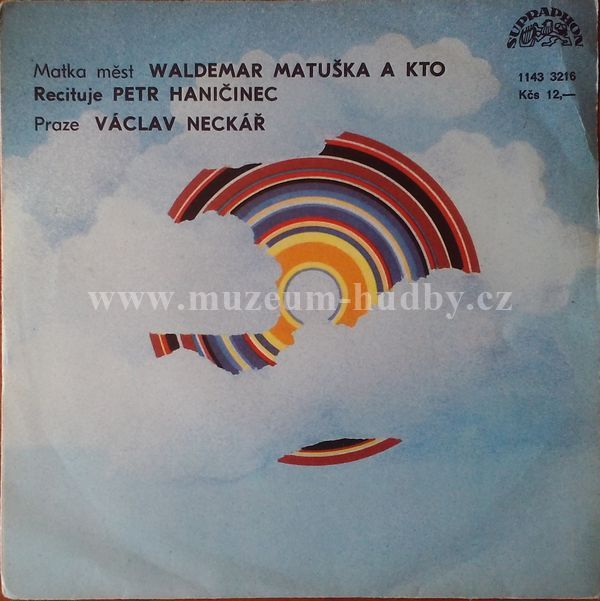 SUPRAPHON
Matka měst WALDEMAR MATUŠKA A KTO
Recituje PETR HANIČINEC
Praze VÁCLAV NECKÁŘ
1143 3216
Kčs 12,—
www.muzeum-hudby.cz